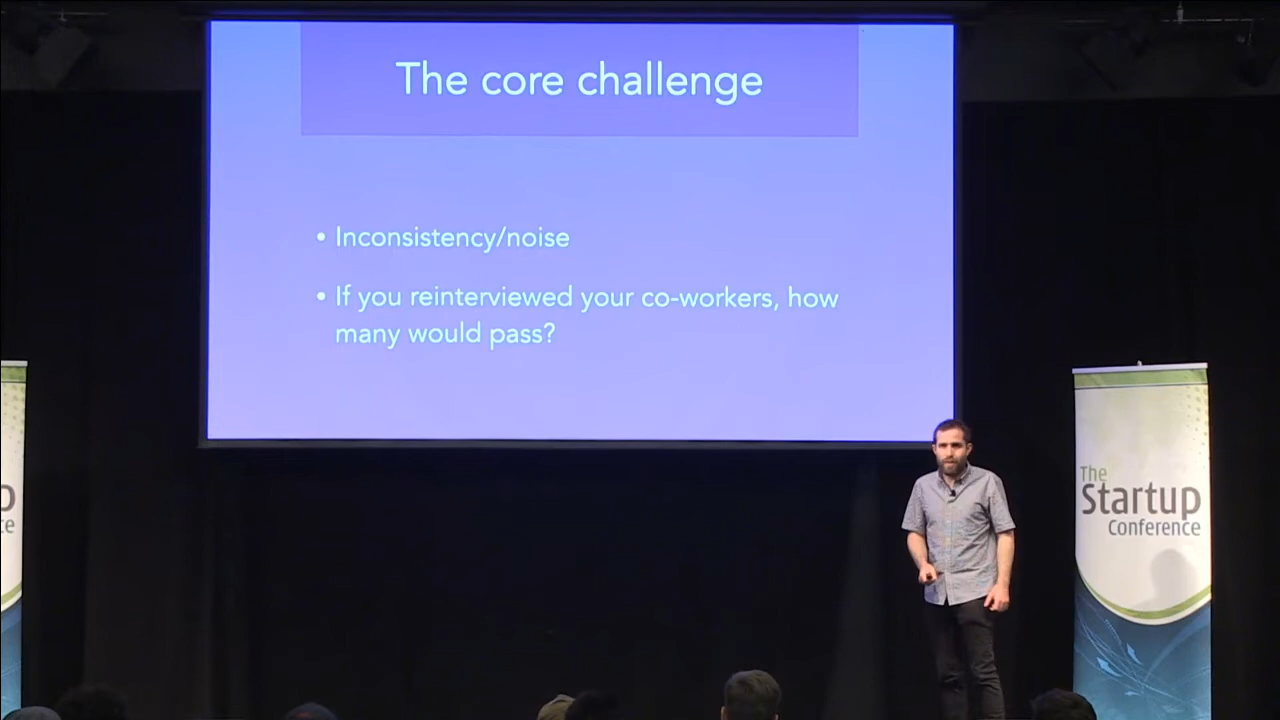 The core challenge
• Inconsistency/noise
• If you reinterviewed your co-workers, how
many would pass?
The
Startup
Conference